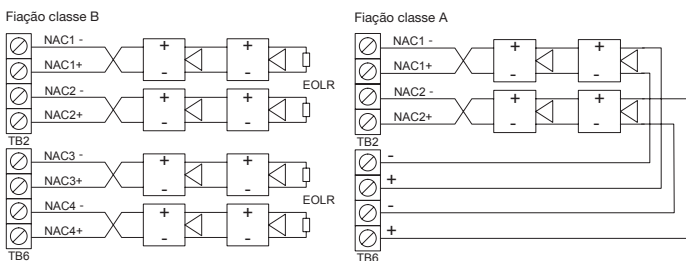 Fiação classe B
NAC1 -
NAC1+
NAC2 -
NAC2+
TB2
NAC3 -
NAC3+
NAC4 -
NAC4+
TB6
+ +
- -
EOLR
+ +
- -
+ +
- -
EOLR
+ +
- -
Fiação classe A
NAC1 -
NAC1+
NAC2 -
NAC2+
TB2
-
+
-
+
TB6
+ +
- -
+ +
- -